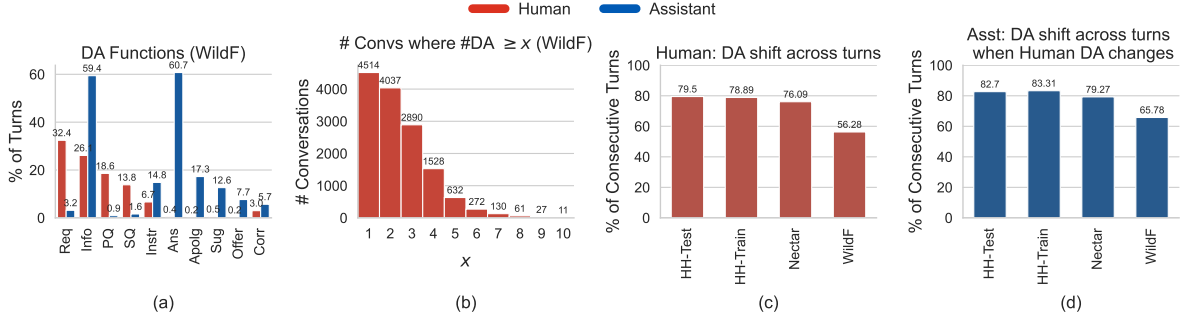 Human Assistant
DA Functions (WildF)
% of Turns
60
40
20
0
32.4
3.2
26.1
59.4
18.6
0.9
13.8
1.6
6.7
14.8
0.4
60.7
0.2
17.3
0.5
12.6
0.2
7.7
3.0
5.7
Req
Info
PQ
SQ
Instr
Ans
Apolg
Sug
Offer
Corr
(a)
# Convs where #DA ≥ x (WildF)
# Conversations
4000
3000
2000
1000
0
4514
4037
2890
1528
632
272
130
61
27
11
1 2 3 4 5 6 7 8 9 10
x
(b)
Human: DA shift across turns
% of Consecutive Turns
100
80
60
40
20
0
79.5
78.89
76.09
56.28
HH-Test
HH-Train
Nectar
WildF
(c)
Asst: DA shift across turns
when Human DA changes
% of Consecutive Turns
100
80
60
40
20
0
82.7
83.31
79.27
65.78
HH-Test
HH-Train
Nectar
WildF
(d)